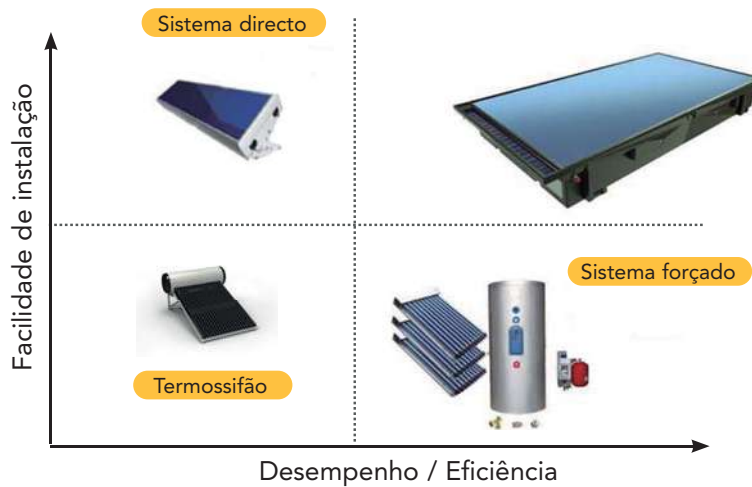 Sistema directo
Facilidade de instalação
Sistema forçado
Termossifão
Desempenho / Eficiência